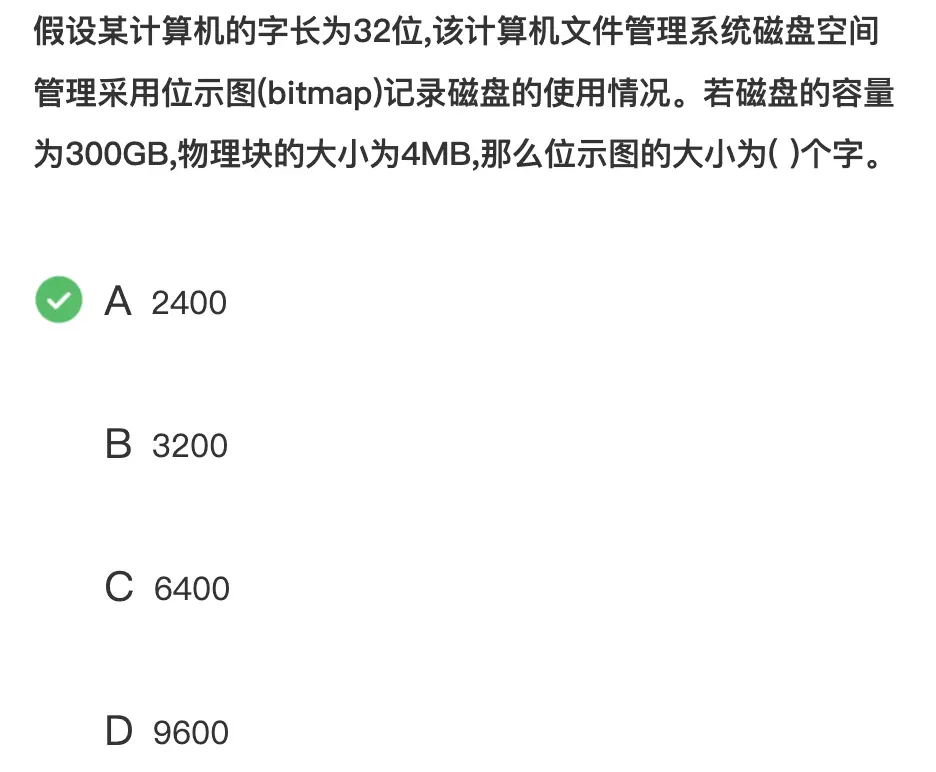 假设某计算机的字长为32位,该计算机文件管理系统磁盘空间
管理采用位示图(bitmap)记录磁盘的使用情况。若磁盘的容量
为300GB,物理块的大小为4MB,那么位示图的大小为( )个字。
A 2400
B 3200
C 6400
D 9600